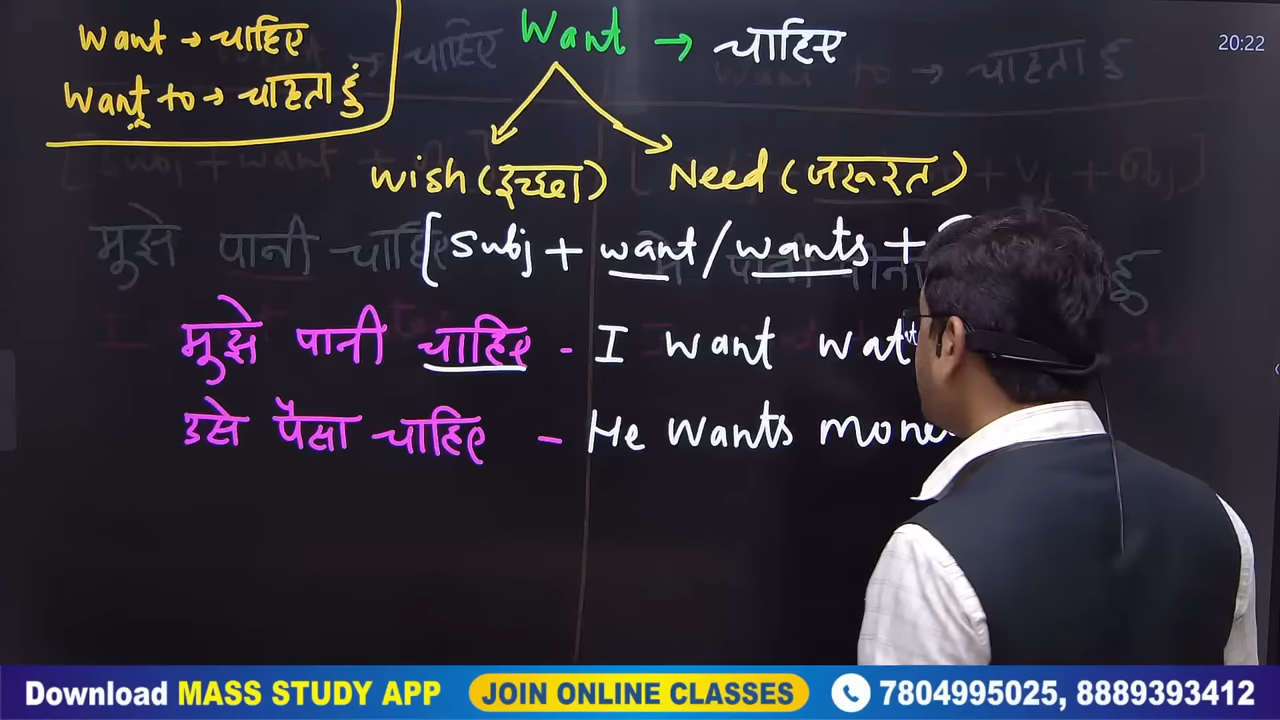 want → चाहिए
want to → चाहता हूं
Want → चाहिए
20:22
wish (इच्छा)
Need (जरूरत)
[Subj + want / wants +
मुझे पानी चाहिए - I want wat
उसे पैसा चाहिए - He wants mone
Download MASS STUDY APP JOIN ONLINE CLASSES 7804995025, 8889393412